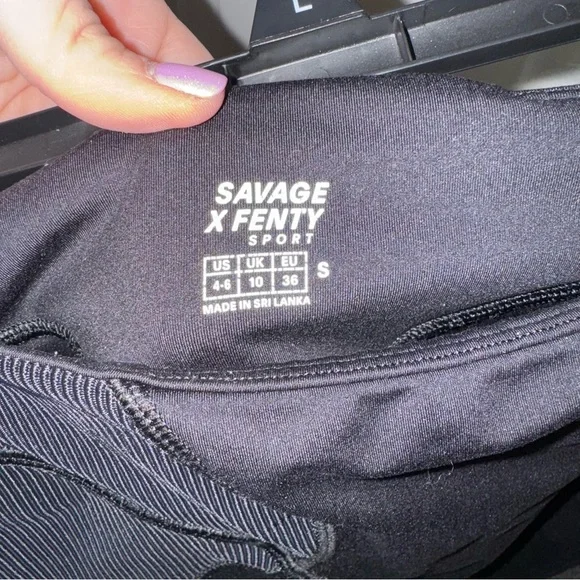 L
SAVAGE
X FENTY
SPORT
US UK EU
4-6 10 36
S
MADE IN SRI LANKA